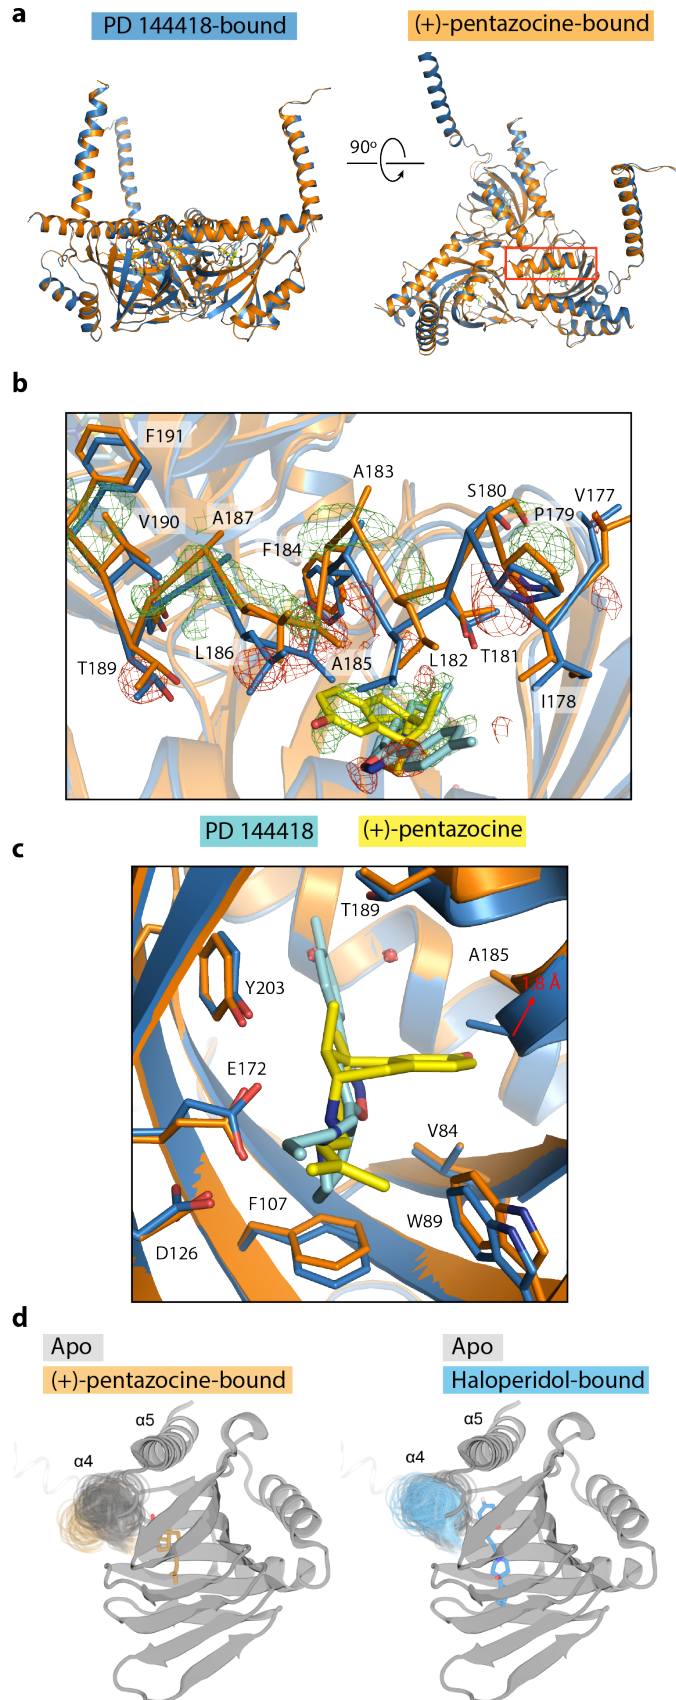 a
PD 144418-bound
(+)-pentazocine-bound
90º
b
F191
A183
S180
V177
V190
A187
P179
F184
L186
A185
L182
T181
T189
I178
PD 144418
(+)-pentazocine
c
T189
A185
1.8 Å
Y203
E172
V84
F107
W89
D126
d
Apo
(+)-pentazocine-bound
Apo
Haloperidol-bound
α5
α4
α5
α4